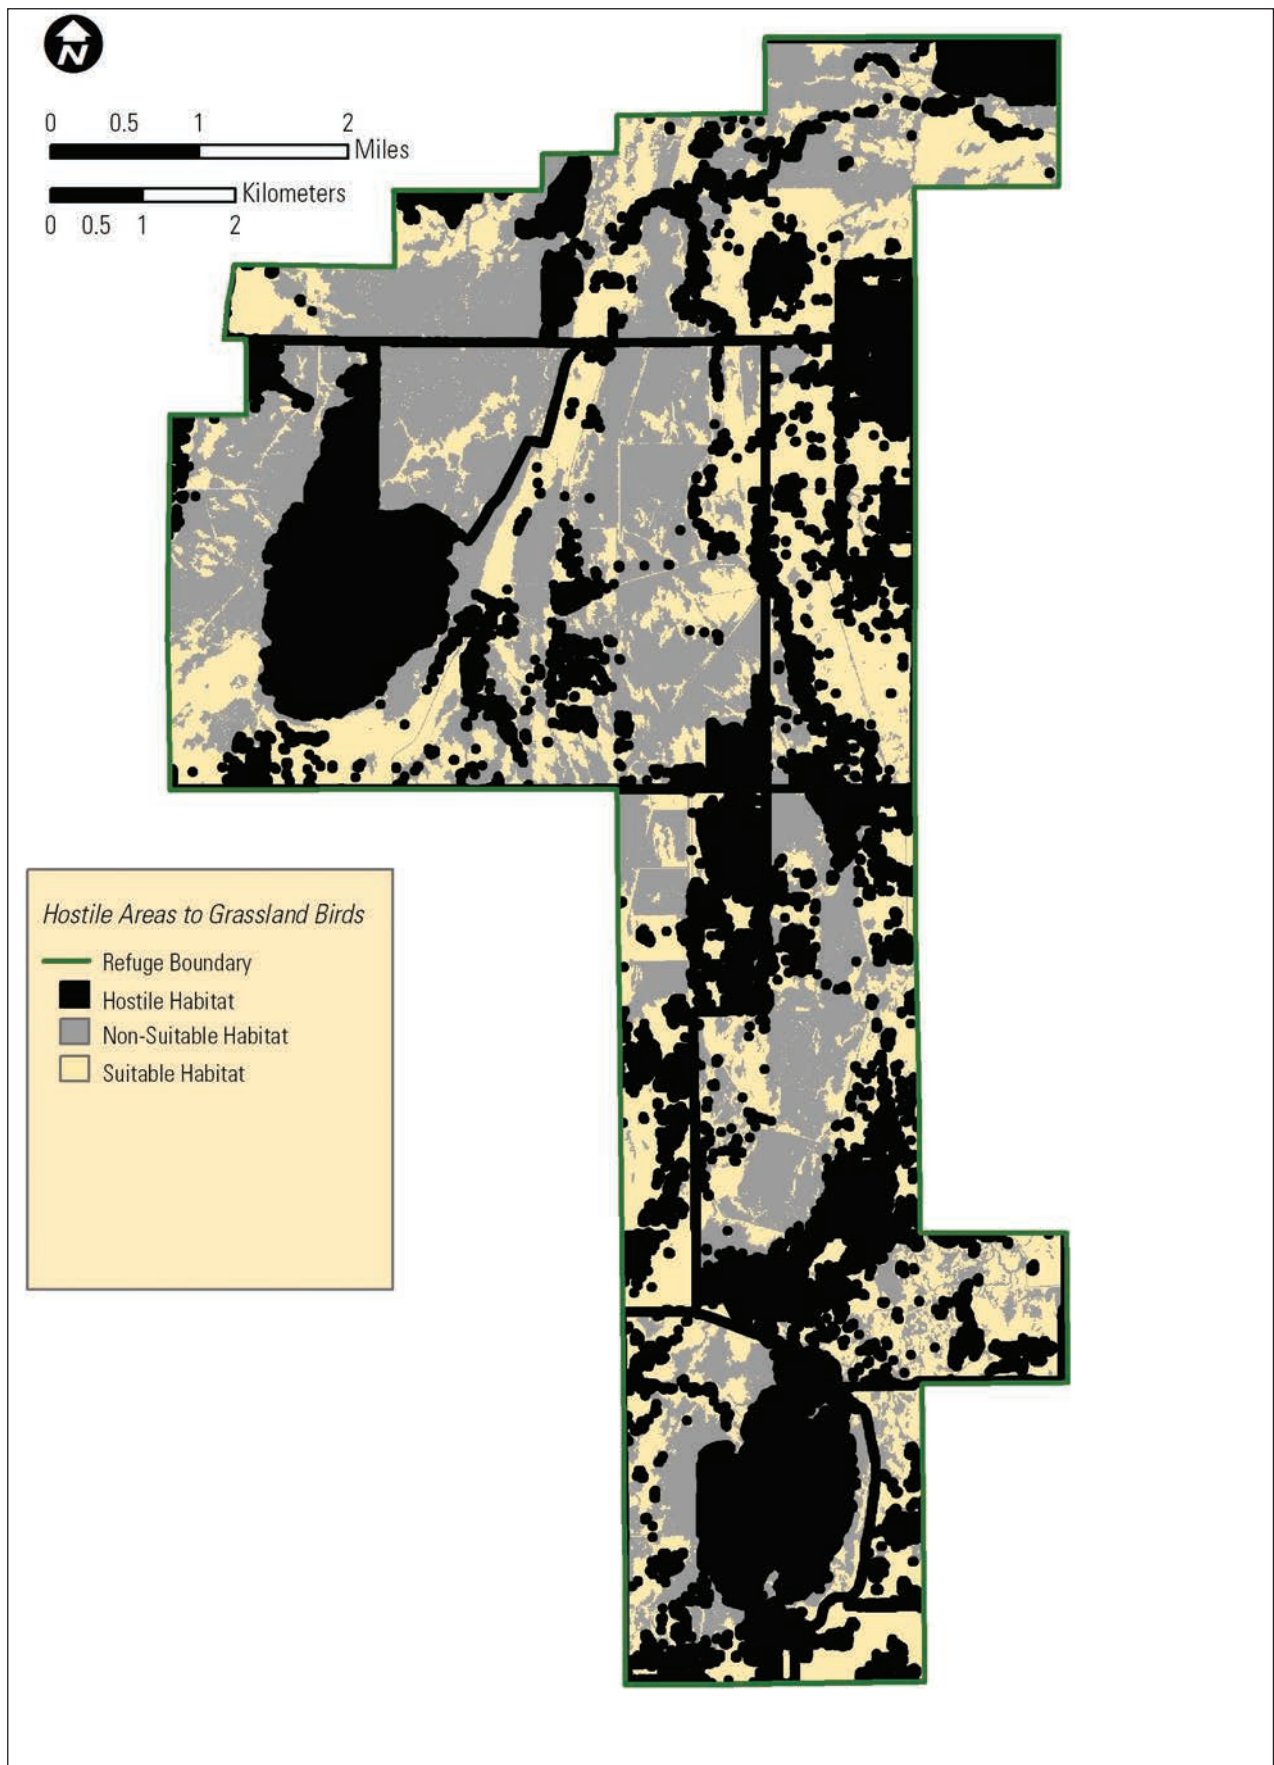 N
0 0.5 1 2
Miles
Kilometers
0 0.5 1 2
Hostile Areas to Grassland Birds
Refuge Boundary
Hostile Habitat
Non-Suitable Habitat
Suitable Habitat